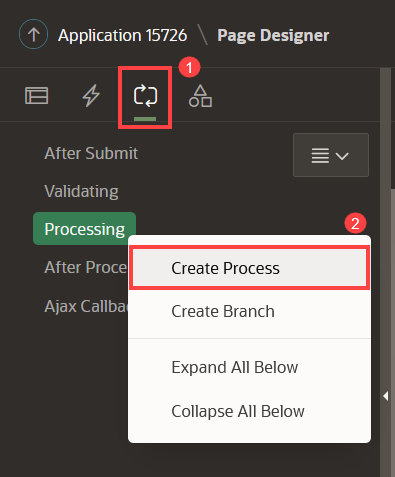 Application 15726 \ Page Designer
1
After Submit
Validating
Processing
2
After Proce
Create Process
Ajax Callba
Create Branch
Expand All Below
Collapse All Below